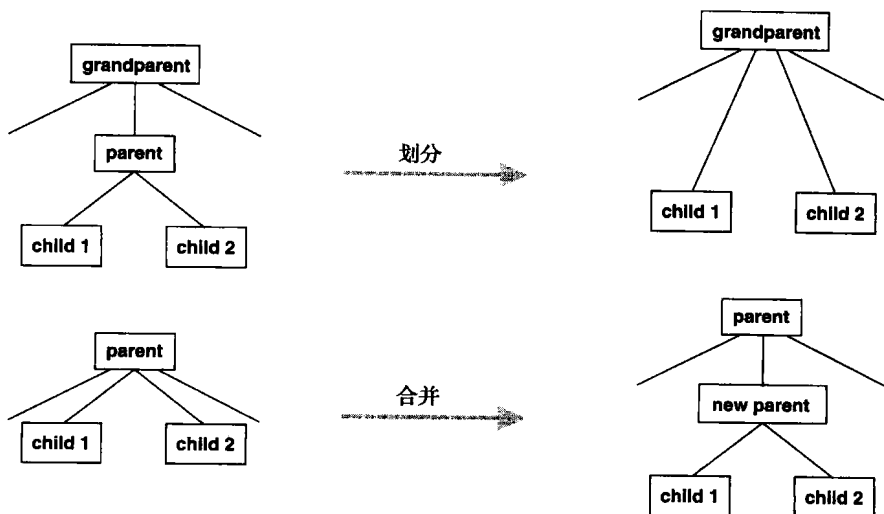 grandparent
parent
child 1
child 2
划分
grandparent
child 1
child 2
parent
child 1
child 2
合并
parent
new parent
child 1
child 2